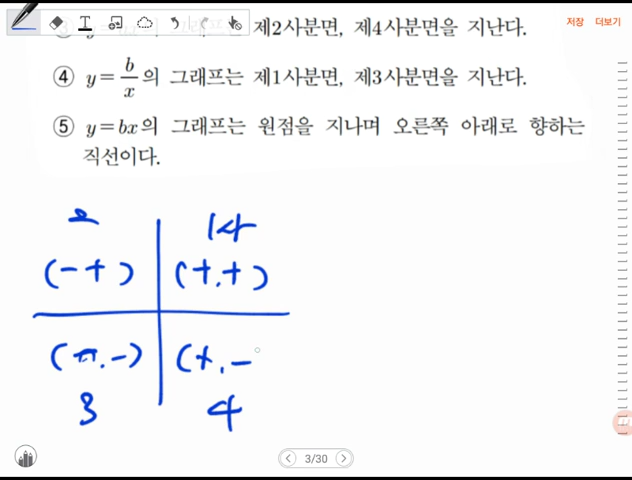 저장 더보기
제2사분면, 제4사분면을 지난다.
④ y = b/x 의 그래프는 제1사분면, 제3사분면을 지난다.
⑤ y = bx의 그래프는 원점을 지나며 오른쪽 아래로 향하는
직선이다.
2 1사
(- +) (+, +)
( -) (+, -
3 4
3/30